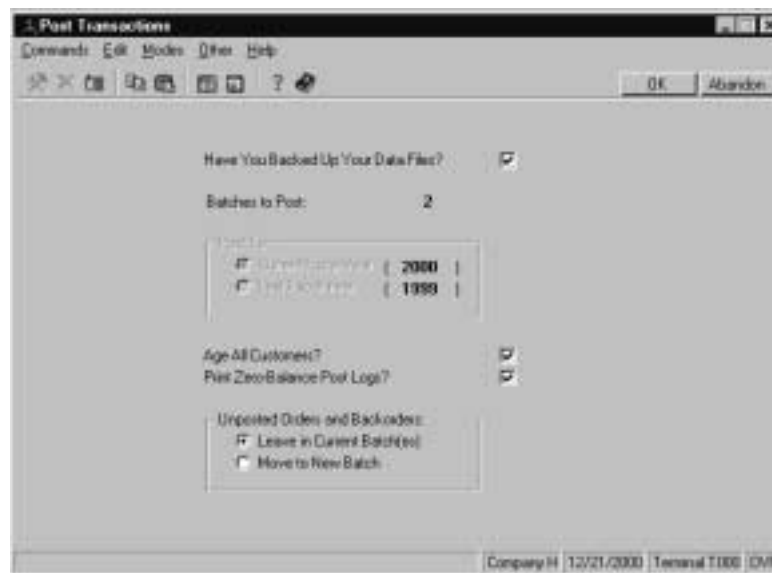 Post Transactions
Commands Edit Modes Other Help
OK Abandon
Have You Backed Up Your Data Files?
Batches to Post: 2
( 2000 )
( 1999 )
Age All Customers?
Print Zero-Balance Post Logs?
Unposted Orders and Backorders:
Leave in Current Batch(es)
Move to New Batch
Company H 12/21/2000 Terminal T000 OVR